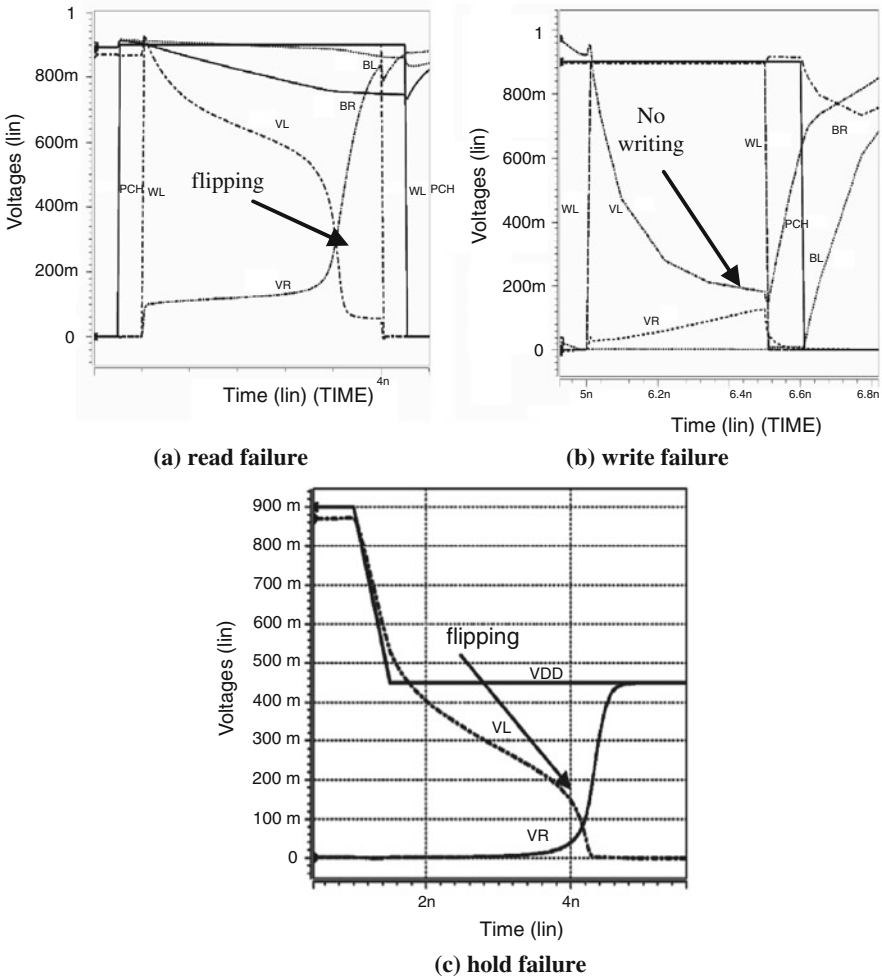 1
800m
600m
400m
200m
0
Voltages (lin)
PCH
WL
VL
flipping
VR
BL
BR
WL
PCH
4n
Time (lin) (TIME)
(a) read failure
1
800m
600m
400m
200m
0
Voltages (lin)
WL
VL
No
writing
VR
WL
PCH
BR
BL
5n
6.2n
6.4n
6.6n
6.8n
Time (lin) (TIME)
(b) write failure
900 m
800 m
700 m
600 m
500 m
400 m
300 m
200 m
100 m
0
Voltages (lin)
flipping
VDD
VL
VR
2n
4n
Time (lin)
(c) hold failure